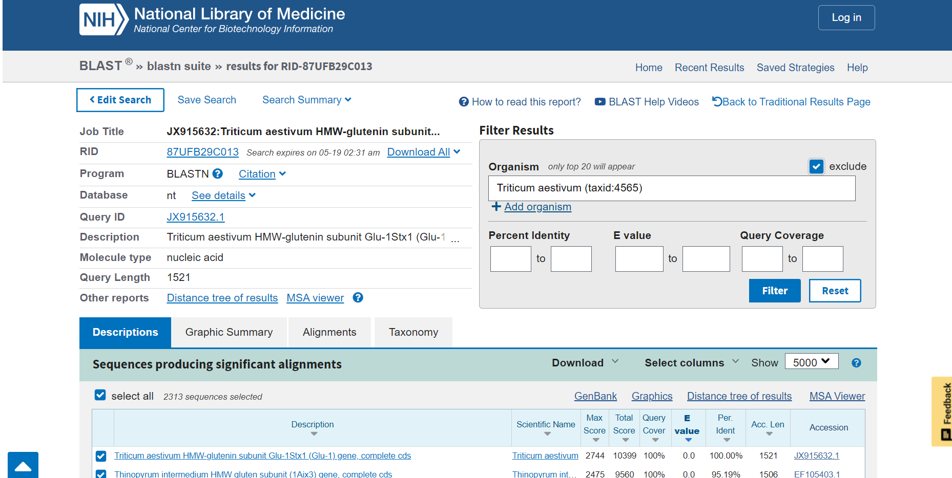 NIH National Library of Medicine
National Center for Biotechnology Information
Log in
BLAST ® » blastn suite » results for RID-87UFB29C013
Home Recent Results Saved Strategies Help
< Edit Search Save Search Search Summary
? How to read this report? BLAST Help Videos Back to Traditional Results Page
Job Title JX915632:Triticum aestivum HMW-glutenin subunit...
RID 87UFB29C013 Search expires on 05-19 02:31 am Download All
Program BLASTN ? Citation
Database nt See details
Query ID JX915632.1
Description Triticum aestivum HMW-glutenin subunit Glu-1Stx1 (Glu-1 ...
Molecule type nucleic acid
Query Length 1521
Other reports Distance tree of results MSA viewer ?
Filter Results
Organism only top 20 will appear exclude
Triticum aestivum (taxid:4565)
+ Add organism
Percent Identity E value Query Coverage
to to to
Filter Reset
Descriptions Graphic Summary Alignments Taxonomy
Sequences producing significant alignments Download Select columns Show 5000 ?
select all 2313 sequences selected GenBank Graphics Distance tree of results MSA Viewer
Description Scientific Name Max Score Total Score Query Cover E value Per. Ident Acc. Len Accession
Triticum aestivum HMW-glutenin subunit Glu-1Stx1 (Glu-1) gene, complete cds Triticum aestivum 2744 10399 100% 0.0 100.00% 1521 JX915632.1
Thinopyrum intermedium HMW gluten subunit (1Aix3) gene, complete cds Thinopyrum int... 2475 9560 100% 0.0 95.19% 1506 EF105403.1
Feedback